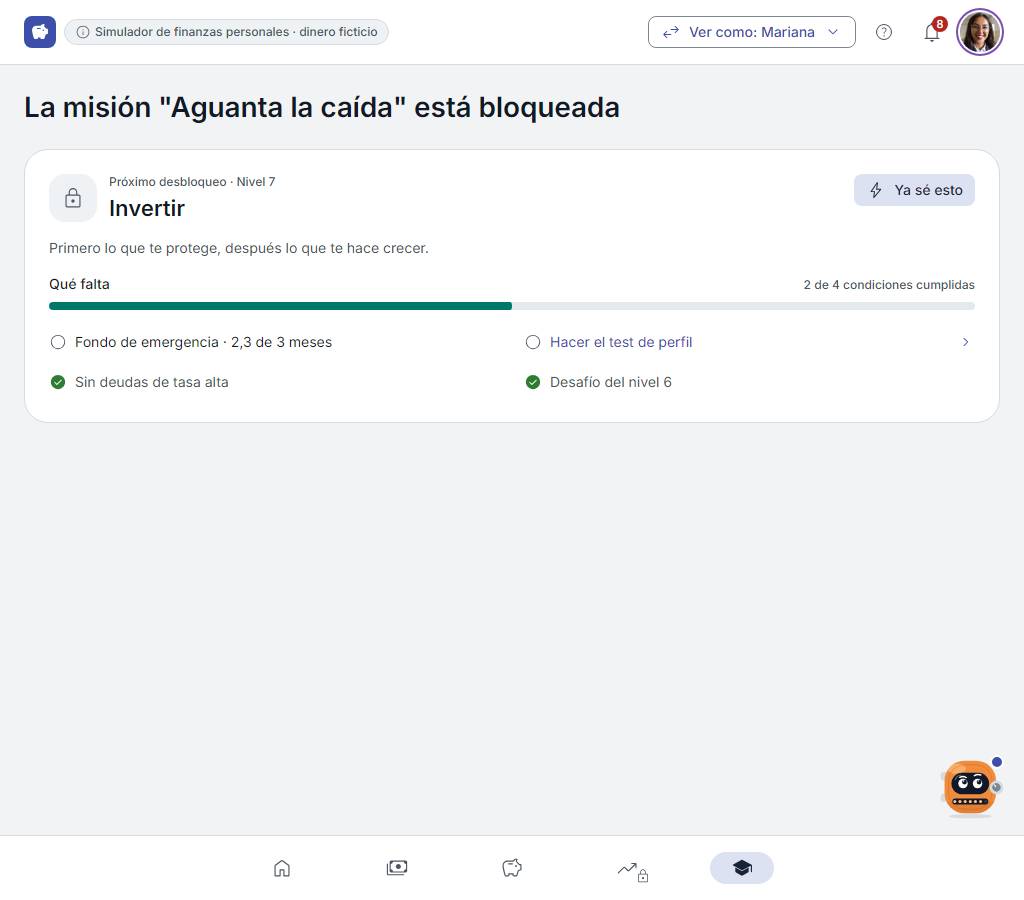 Simulador de finanzas personales · dinero ficticio
Ver como: Mariana
8
La misión "Aguanta la caída" está bloqueada
Próximo desbloqueo · Nivel 7
Invertir
Ya sé esto
Primero lo que te protege, después lo que te hace crecer.
Qué falta
2 de 4 condiciones cumplidas
Fondo de emergencia · 2,3 de 3 meses
Hacer el test de perfil
Sin deudas de tasa alta
Desafío del nivel 6